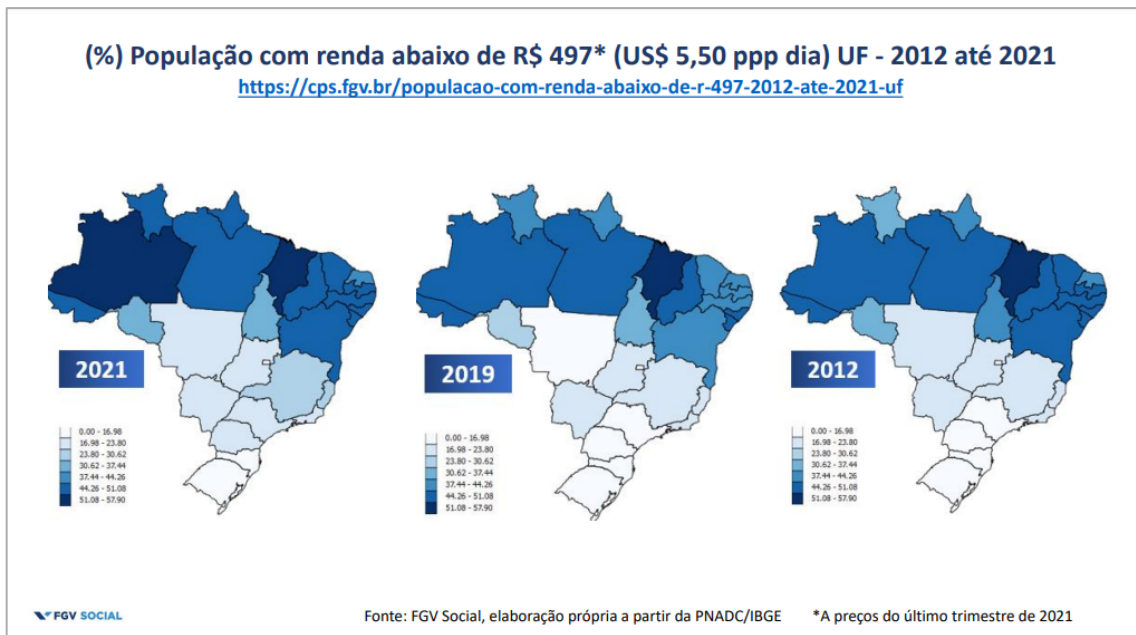 (%) População com renda abaixo de R$ 497* (US$ 5,50 ppp dia) UF - 2012 até 2021
https://cps.fgv.br/populacao-com-renda-abaixo-de-r-497-2012-ate-2021-uf
2021
0.00 - 16.98
16.98 - 23.80
23.80 - 30.62
30.62 - 37.44
37.44 - 44.26
44.26 - 51.08
51.08 - 57.90
2019
0.00 - 16.98
16.98 - 23.80
23.80 - 30.62
30.62 - 37.44
37.44 - 44.26
44.26 - 51.08
51.08 - 57.90
2012
0.00 - 16.98
16.98 - 23.80
23.80 - 30.62
30.62 - 37.44
37.44 - 44.26
44.26 - 51.08
51.08 - 57.90
FGV SOCIAL
Fonte: FGV Social, elaboração própria a partir da PNADC/IBGE
*A preços do último trimestre de 2021